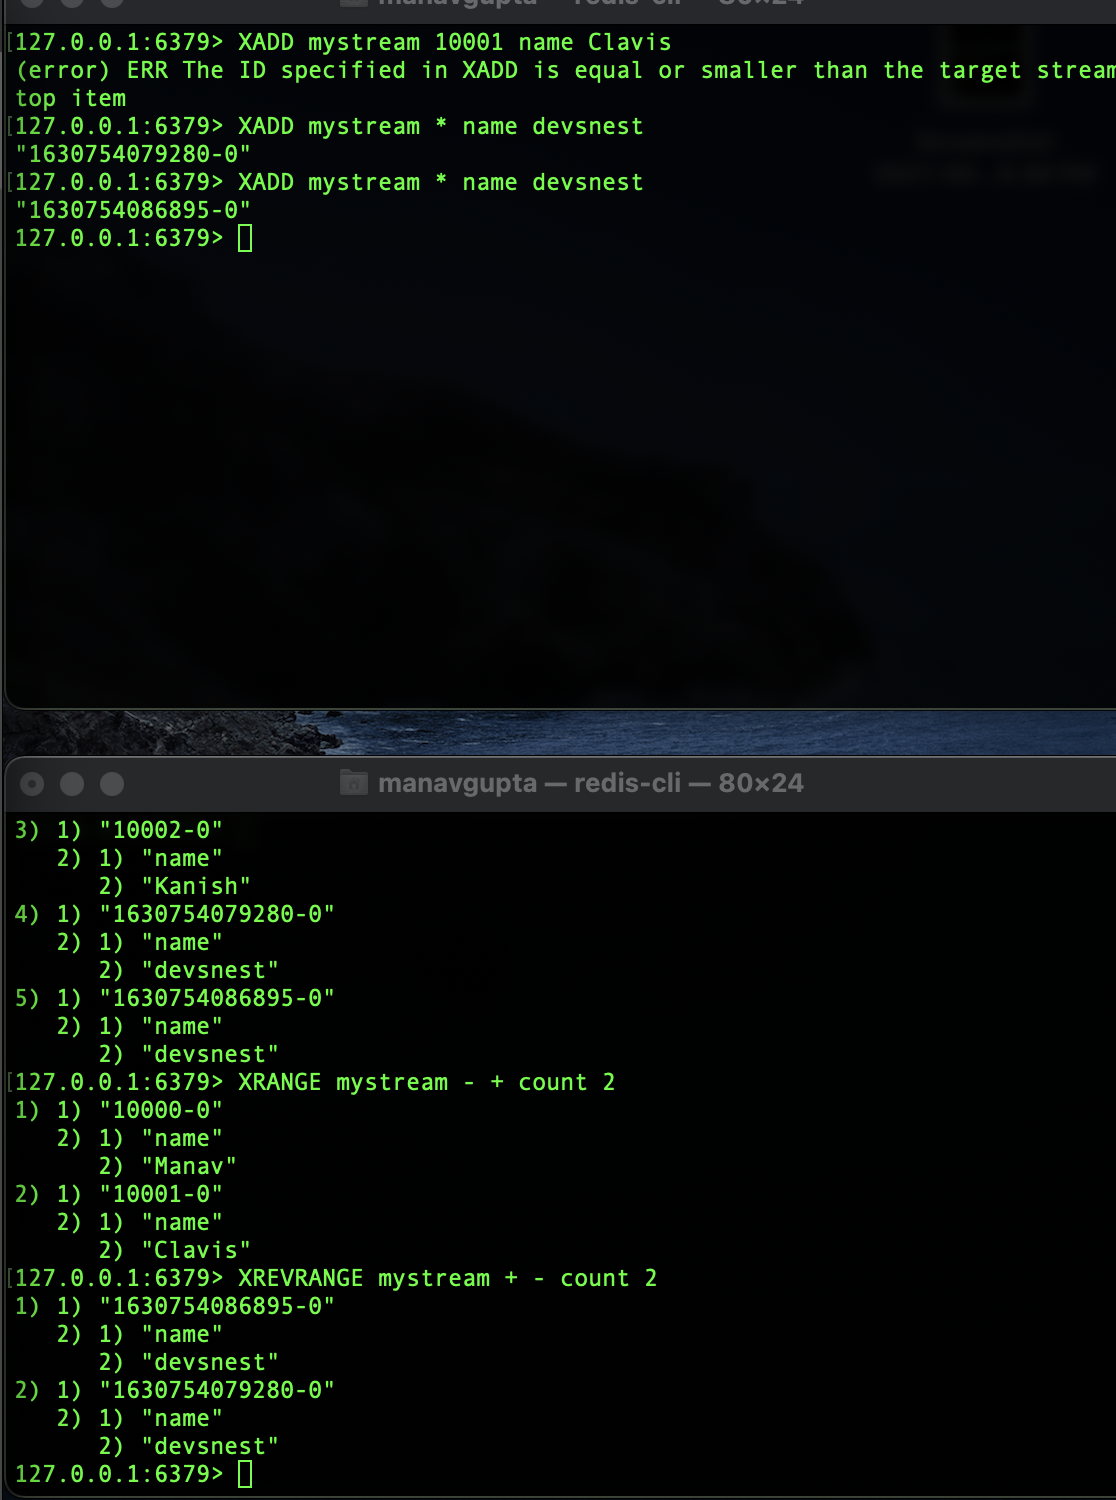 manavgupta — redis-cli — 80×24
[127.0.0.1:6379> XADD mystream 10001 name Clavis
(error) ERR The ID specified in XADD is equal or smaller than the target stream
top item
[127.0.0.1:6379> XADD mystream * name devsnest
"1630754079280-0"
[127.0.0.1:6379> XADD mystream * name devsnest
"1630754086895-0"
127.0.0.1:6379>
manavgupta — redis-cli — 80×24
3) 1) "10002-0"
   2) 1) "name"
      2) "Kanish"
4) 1) "1630754079280-0"
   2) 1) "name"
      2) "devsnest"
5) 1) "1630754086895-0"
   2) 1) "name"
      2) "devsnest"
[127.0.0.1:6379> XRANGE mystream - + count 2
1) 1) "10000-0"
   2) 1) "name"
      2) "Manav"
2) 1) "10001-0"
   2) 1) "name"
      2) "Clavis"
[127.0.0.1:6379> XREVRANGE mystream + - count 2
1) 1) "1630754086895-0"
   2) 1) "name"
      2) "devsnest"
2) 1) "1630754079280-0"
   2) 1) "name"
      2) "devsnest"
127.0.0.1:6379>